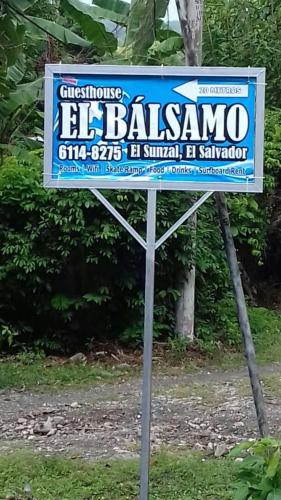 Guesthouse
20 METROS
EL BÁLSAMO
6114-8275 El Sunzal, El Salvador
Rooms | Wifi | Skate Ramp | Food | Drinks | Surfboard Rent